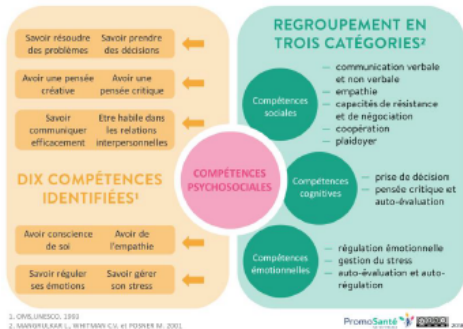 Savoir résoudre
des problèmes
Savoir prendre
des décisions
Avoir une pensée
créative
Avoir une
pensée critique
Savoir
communiquer
efficacement
Etre habile dans
les relations
interpersonnelles
DIX COMPÉTENCES
IDENTIFIÉES¹
Avoir conscience
de soi
Avoir de
l'empathie
Savoir réguler
ses émotions
Savoir gérer
son stress
COMPÉTENCES
PSYCHOSOCIALES
REGROUPEMENT EN
TROIS CATÉGORIES²
Compétences
sociales
— communication verbale
et non verbale
— empathie
— capacités de résistance
et de négociation
— coopération
— plaidoyer
Compétences
cognitives
— prise de décision
— pensée critique et
auto-évaluation
Compétences
émotionnelles
— régulation émotionnelle
— gestion du stress
— auto-évaluation et auto-
régulation
1. OMS, UNESCO. 1993
2. MANGRULKAR L., WHITMAN C.V. et POSNER M. 2001
PromoSanté